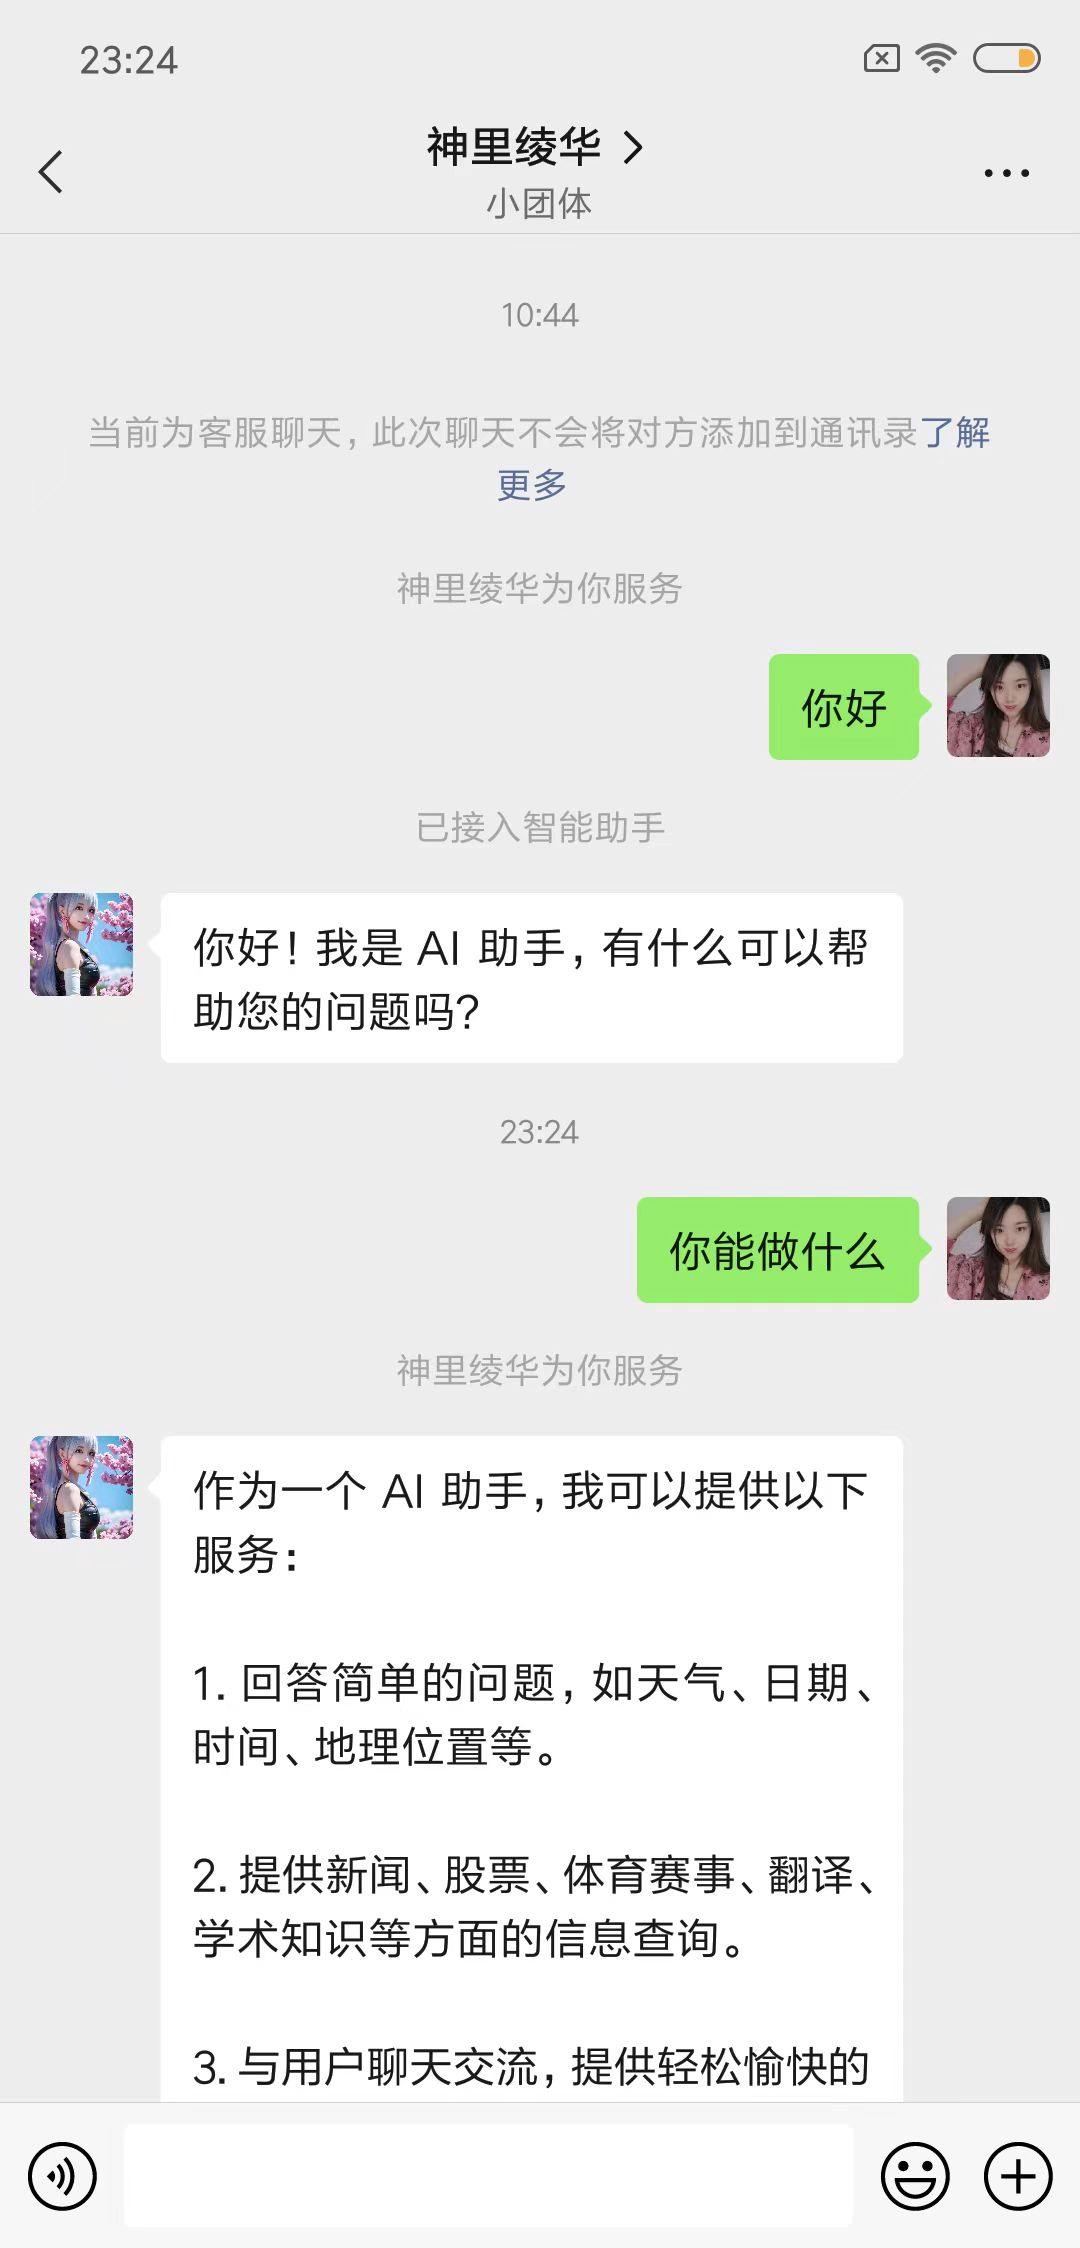 23:24
神里绫华
小团体
10:44
当前为客服聊天，此次聊天不会将对方添加到通讯录了解
更多
神里绫华为你服务
你好
已接入智能助手
你好！我是 AI 助手，有什么可以帮
助您的问题吗？
23:24
你能做什么
神里绫华为你服务
作为一个 AI 助手，我可以提供以下
服务：
1. 回答简单的问题，如天气、日期、
时间、地理位置等。
2. 提供新闻、股票、体育赛事、翻译、
学术知识等方面的信息查询。
3. 与用户聊天交流，提供轻松愉快的